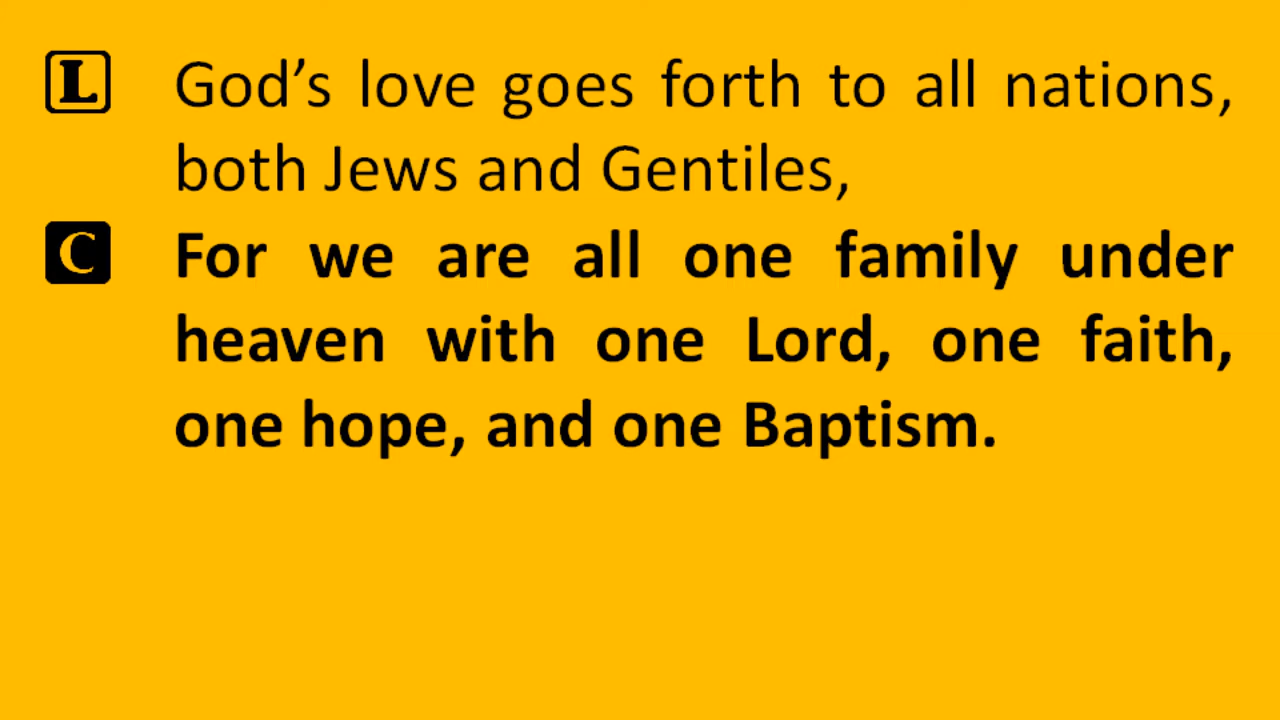 L God’s love goes forth to all nations,
both Jews and Gentiles,
C For we are all one family under
heaven with one Lord, one faith,
one hope, and one Baptism.